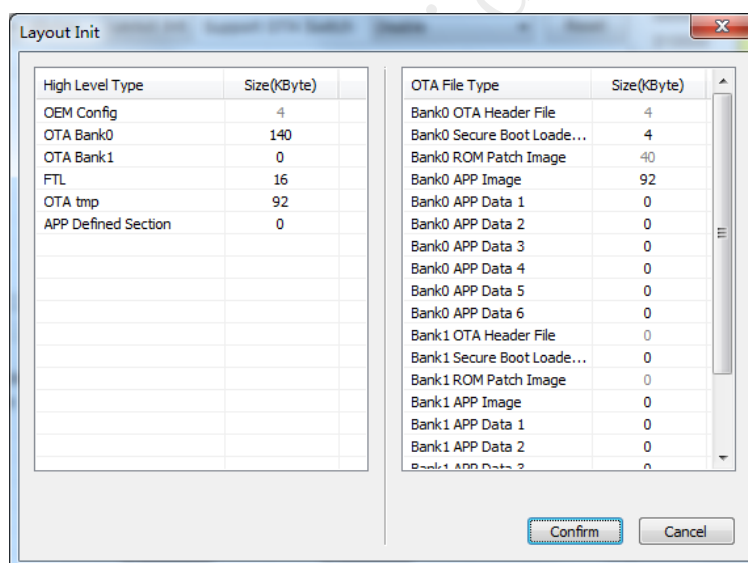 Layout Init
High Level Type Size(KByte)
OEM Config 4
OTA Bank0 140
OTA Bank1 0
FTL 16
OTA tmp 92
APP Defined Section 0
OTA File Type Size(KByte)
Bank0 OTA Header File 4
Bank0 Secure Boot Loade... 4
Bank0 ROM Patch Image 40
Bank0 APP Image 92
Bank0 APP Data 1 0
Bank0 APP Data 2 0
Bank0 APP Data 3 0
Bank0 APP Data 4 0
Bank0 APP Data 5 0
Bank0 APP Data 6 0
Bank1 OTA Header File 0
Bank1 Secure Boot Loade... 0
Bank1 ROM Patch Image 0
Bank1 APP Image 0
Bank1 APP Data 1 0
Bank1 APP Data 2 0
Bank1 APP Data 3 0
Confirm Cancel